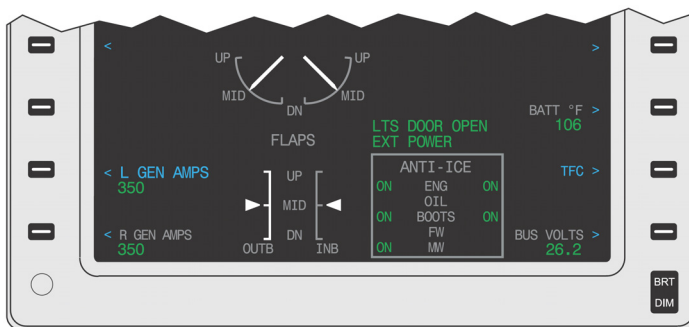 <
>
UP
UP
MID
MID
DN
FLAPS
BATT °F >
106
LTS DOOR OPEN
EXT POWER
< L GEN AMPS
350
TFC >
UP
MID
DN
OUTB INB
ANTI-ICE
ON ENG ON
OIL
ON BOOTS ON
FW
ON MW
< R GEN AMPS
350
BUS VOLTS >
26.2
BRT
DIM